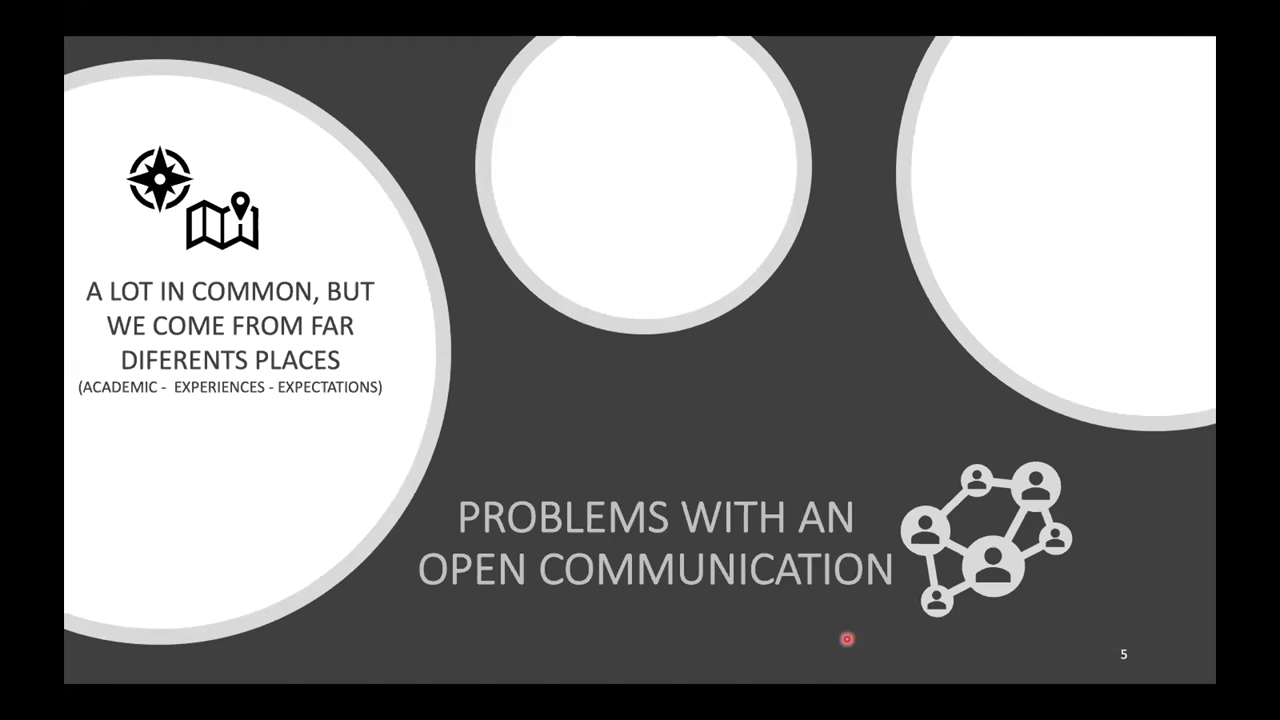 A LOT IN COMMON, BUT
WE COME FROM FAR
DIFERENTS PLACES
(ACADEMIC - EXPERIENCES - EXPECTATIONS)
PROBLEMS WITH AN
OPEN COMMUNICATION
5